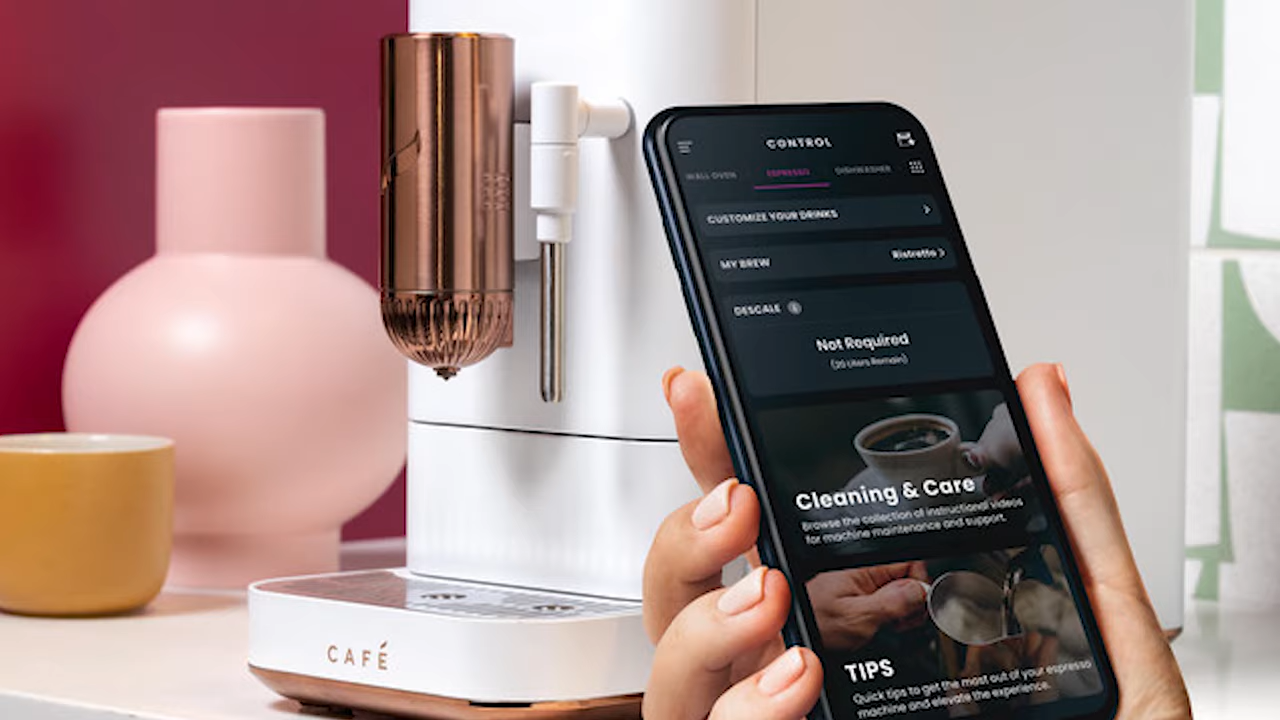 CONTROL
WALL OVEN ESPRESSO DISHWASHER
CUSTOMIZE YOUR DRINKS
MY BREW Ristretto
DESCALE
Not Required
(20 Liters Remain)
Cleaning & Care
Browse the collection of instructional videos
for machine maintenance and support.
TIPS
Quick tips to get the most out of your espresso
machine and elevate the experience.
CAFÉ